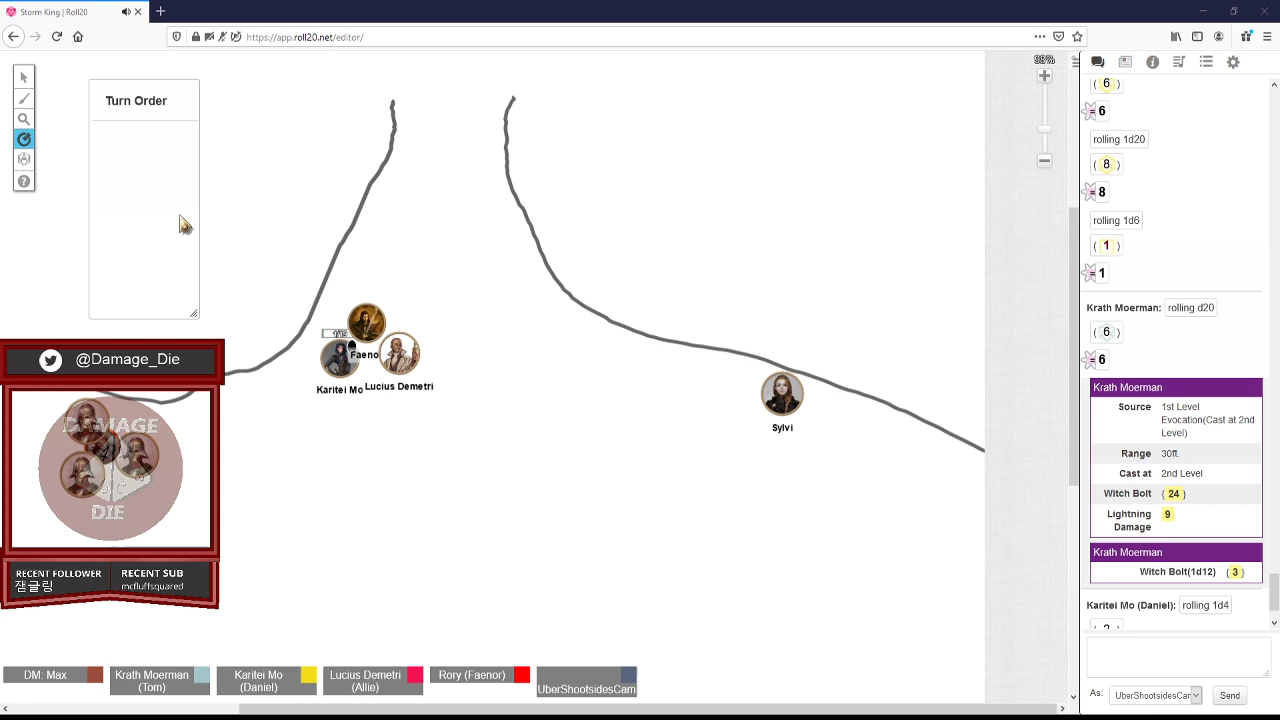 Storm King | Roll20
https://app.roll20.net/editor/
Turn Order
88%
( 6 )
= 6
rolling 1d20
( 8 )
= 8
rolling 1d6
( 1 )
= 1
Krath Moerman: rolling d20
( 6 )
= 6
Krath Moerman
Source 1st Level
Evocation(Cast at 2nd
Level)
Range 30ft.
Cast at 2nd Level
Witch Bolt ( 24 )
Lightning 9
Damage
Krath Moerman
Witch Bolt(1d12) ( 3 )
Karitei Mo (Daniel): rolling 1d4
As: UberShootsidesCar
Send
Faeno
Karitei Mo
Lucius Demetri
Sylvi
@Damage_Die
DAMAGE
DIE
RECENT FOLLOWER
잼글링
RECENT SUB
mcfluffsquared
DM: Max
Krath Moerman
(Tom)
Karitei Mo
(Daniel)
Lucius Demetri
(Allie)
Rory (Faenor)
UberShootsidesCam